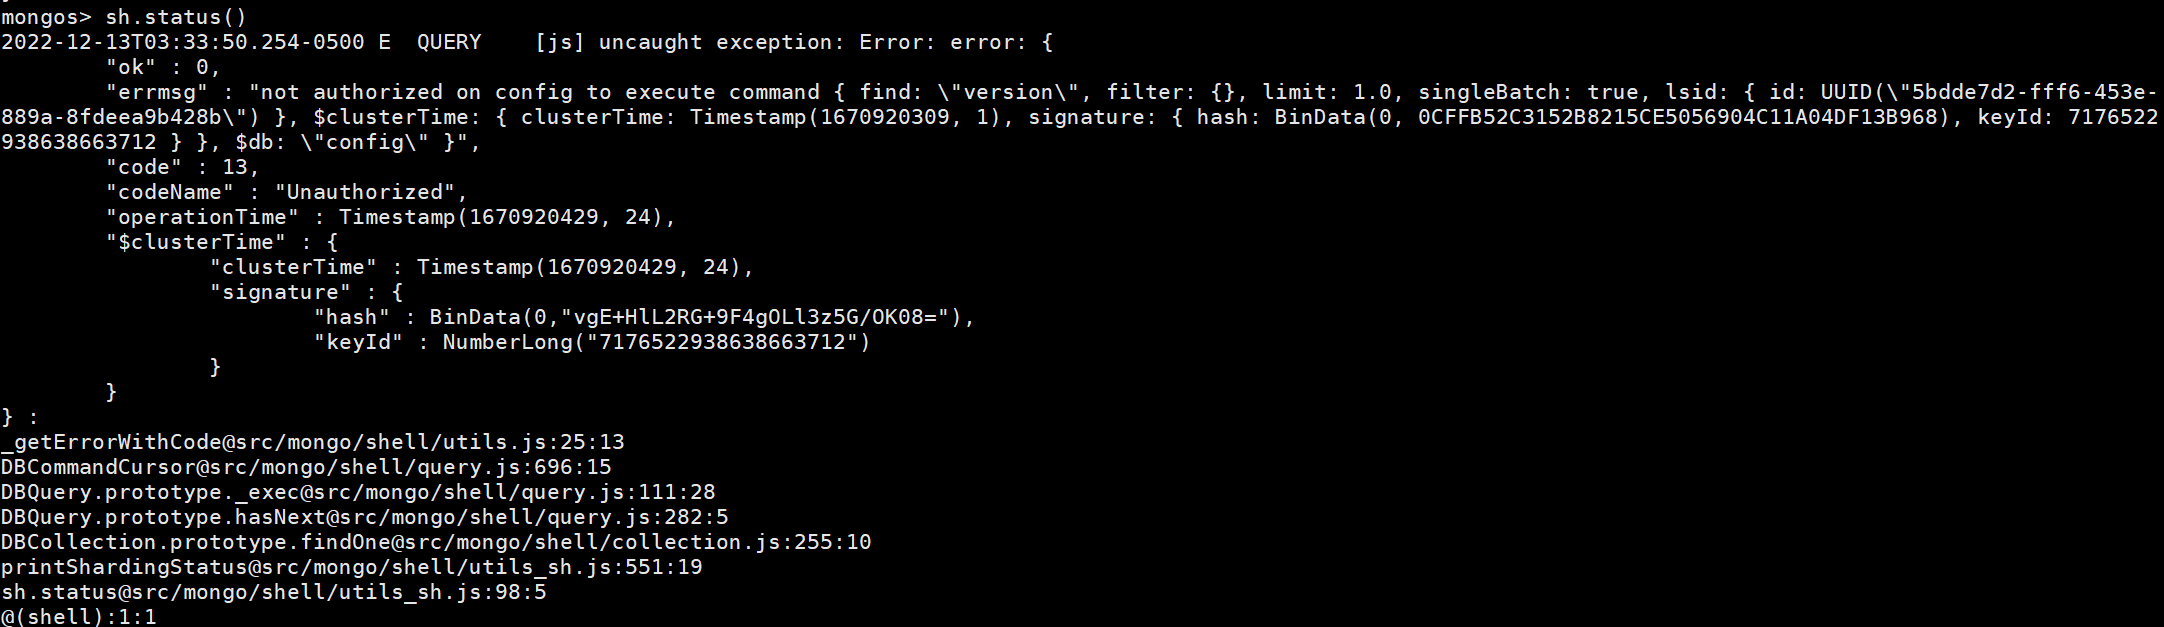 mongos> sh.status()
2022-12-13T03:33:50.254-0500 E  QUERY    [js] uncaught exception: Error: error: {
        "ok" : 0,
        "errmsg" : "not authorized on config to execute command { find: \"version\", filter: {}, limit: 1.0, singleBatch: true, lsid: { id: UUID(\"5bdde7d2-fff6-453e-
889a-8fdeea9b428b\") }, $clusterTime: { clusterTime: Timestamp(1670920309, 1), signature: { hash: BinData(0, 0CFFB52C3152B8215CE5056904C11A04DF13B968), keyId: 7176522
938638663712 } }, $db: \"config\" }",
        "code" : 13,
        "codeName" : "Unauthorized",
        "operationTime" : Timestamp(1670920429, 24),
        "$clusterTime" : {
                "clusterTime" : Timestamp(1670920429, 24),
                "signature" : {
                        "hash" : BinData(0,"vgE+HlL2RG+9F4gOLl3z5G/OK08="),
                        "keyId" : NumberLong("7176522938638663712")
                }
        }
} :
_getErrorWithCode@src/mongo/shell/utils.js:25:13
DBCommandCursor@src/mongo/shell/query.js:696:15
DBQuery.prototype._exec@src/mongo/shell/query.js:111:28
DBQuery.prototype.hasNext@src/mongo/shell/query.js:282:5
DBCollection.prototype.findOne@src/mongo/shell/collection.js:255:10
printShardingStatus@src/mongo/shell/utils_sh.js:551:19
sh.status@src/mongo/shell/utils_sh.js:98:5
@(shell):1:1